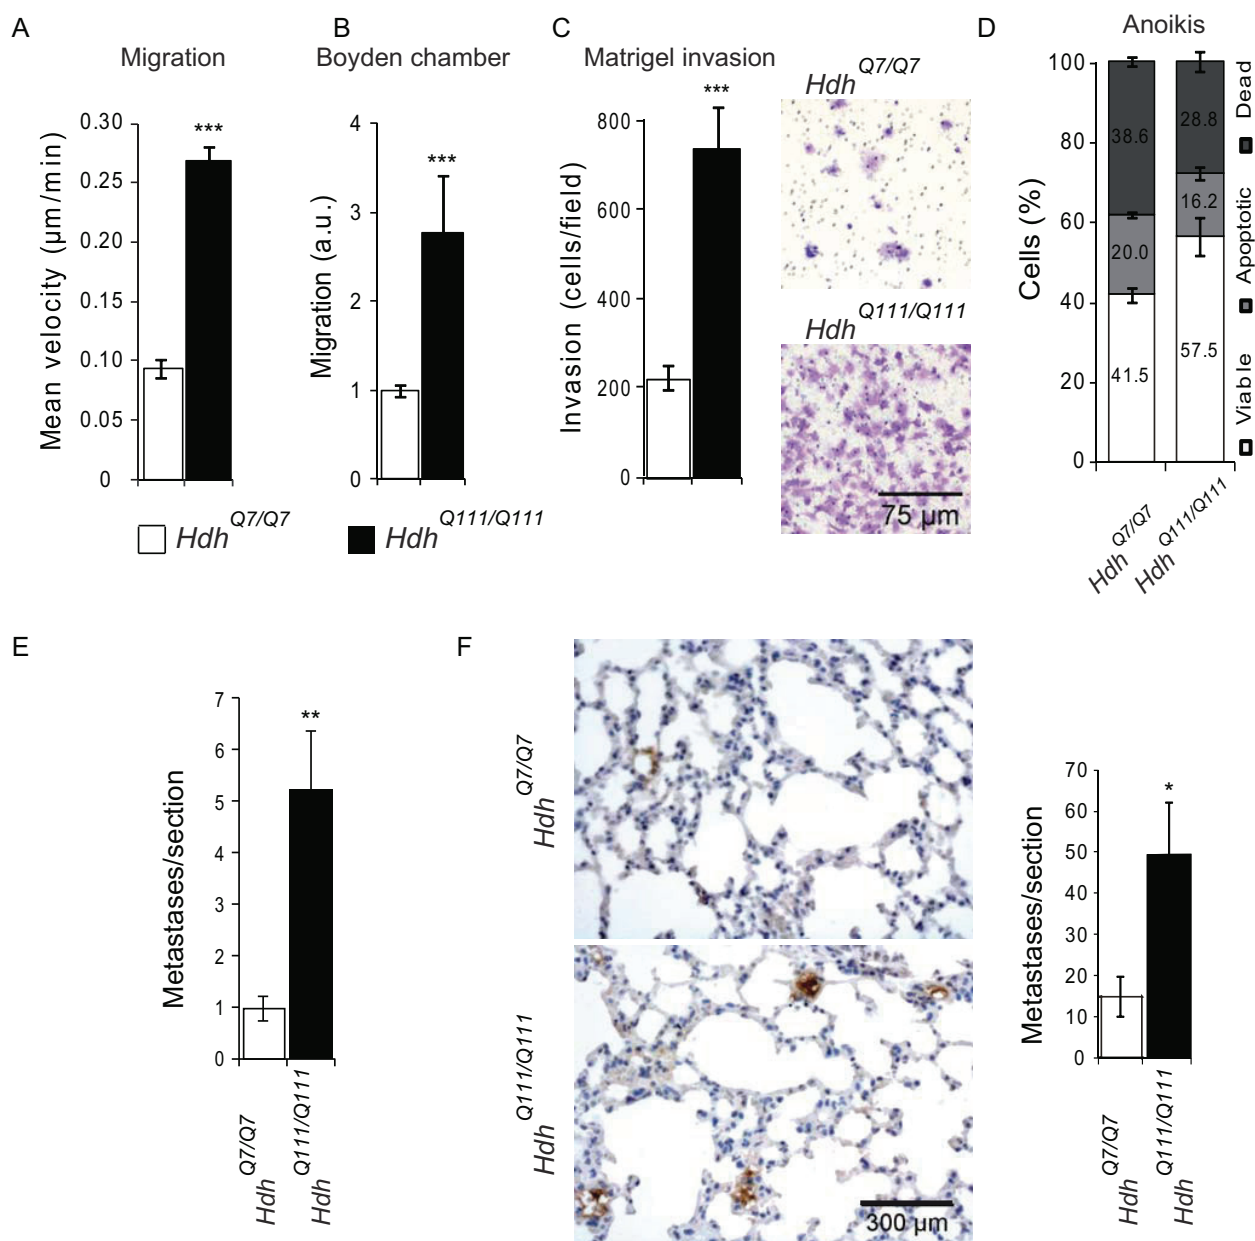 A
Migration
Mean velocity (µm/min)
0.30
0.25
0.20
0.15
0.10
0.05
0
***
B
Boyden chamber
Migration (a.u.)
4
3
2
1
0
***
Hdh Q7/Q7
Hdh Q111/Q111
C
Matrigel invasion
Invasion (cells/field)
800
600
400
200
0
***
Hdh Q7/Q7
Hdh Q111/Q111
75 µm
D
Anoikis
Cells (%)
100
80
60
40
20
0
38.6
20.0
41.5
28.8
16.2
57.5
Hdh Q7/Q7
Hdh Q111/Q111
Viable
Apoptotic
Dead
E
Metastases/section
7
6
5
4
3
2
1
0
**
Hdh Q7/Q7
Hdh Q111/Q111
F
Hdh Q7/Q7
Hdh Q111/Q111
300 µm
Metastases/section
70
60
50
40
30
20
10
0
*
Hdh Q7/Q7
Hdh Q111/Q111